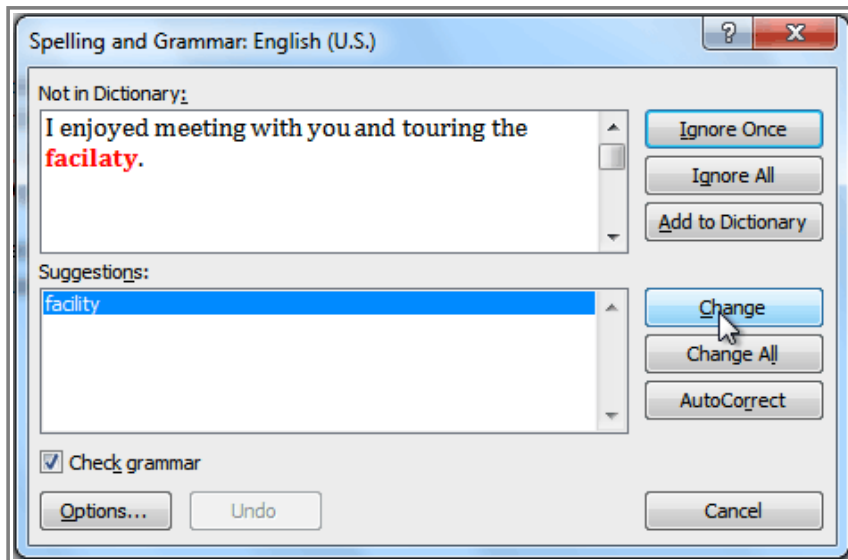 Spelling and Grammar: English (U.S.)
Not in Dictionary:
I enjoyed meeting with you and touring the
facilaty.
Ignore Once
Ignore All
Add to Dictionary
Suggestions:
facility
Change
Change All
AutoCorrect
Check grammar
Options...
Undo
Cancel